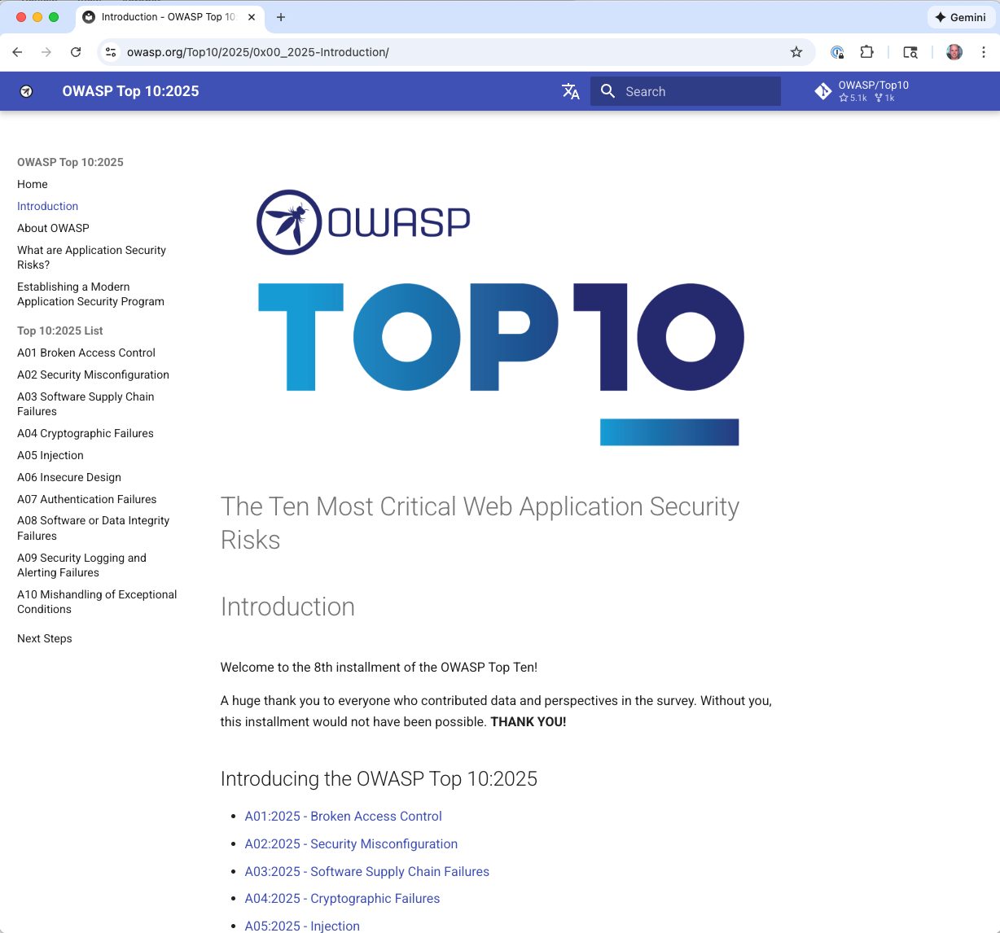 Introduction - OWASP Top 10:
Gemini
owasp.org/Top10/2025/0x00_2025-Introduction/
OWASP Top 10:2025
Search
OWASP/Top10
5.1k 1k
OWASP Top 10:2025
Home
Introduction
About OWASP
What are Application Security
Risks?
Establishing a Modern
Application Security Program
Top 10:2025 List
A01 Broken Access Control
A02 Security Misconfiguration
A03 Software Supply Chain
Failures
A04 Cryptographic Failures
A05 Injection
A06 Insecure Design
A07 Authentication Failures
A08 Software or Data Integrity
Failures
A09 Security Logging and
Alerting Failures
A10 Mishandling of Exceptional
Conditions
Next Steps
OWASP
TOP10
The Ten Most Critical Web Application Security
Risks
Introduction
Welcome to the 8th installment of the OWASP Top Ten!
A huge thank you to everyone who contributed data and perspectives in the survey. Without you,
this installment would not have been possible. THANK YOU!
Introducing the OWASP Top 10:2025
• A01:2025 - Broken Access Control
• A02:2025 - Security Misconfiguration
• A03:2025 - Software Supply Chain Failures
• A04:2025 - Cryptographic Failures
• A05:2025 - Injection